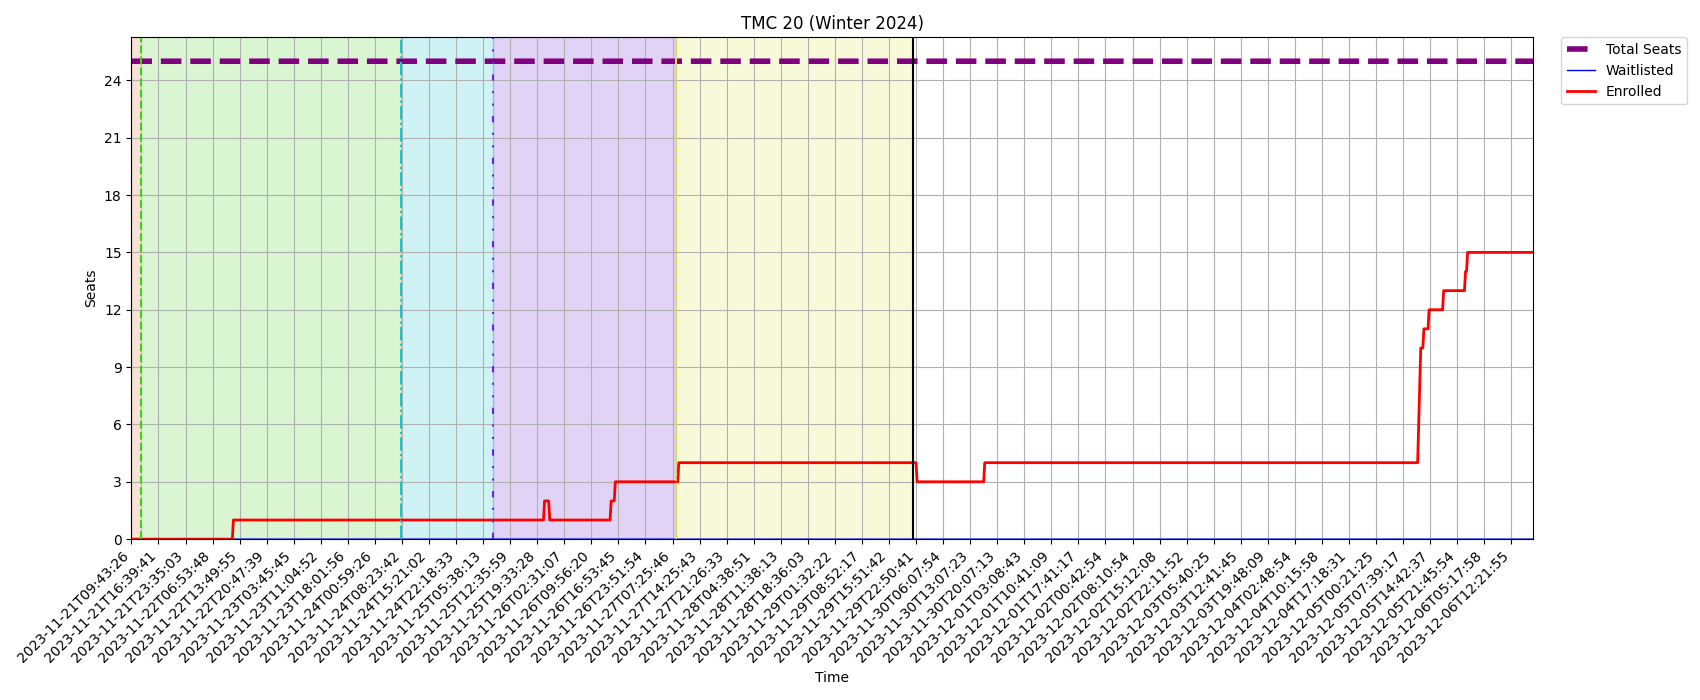 TMC 20 (Winter 2024)
Total Seats
Waitlisted
Enrolled
Seats
24
21
18
15
12
9
6
3
0
2023-11-21T09:43:26
2023-11-21T16:39:41
2023-11-21T23:35:03
2023-11-22T06:53:48
2023-11-22T13:49:55
2023-11-22T20:47:39
2023-11-23T03:45:45
2023-11-23T11:04:52
2023-11-23T18:01:56
2023-11-24T00:59:26
2023-11-24T08:23:42
2023-11-24T15:21:02
2023-11-24T22:18:33
2023-11-25T05:38:13
2023-11-25T12:35:59
2023-11-25T19:33:28
2023-11-26T02:31:07
2023-11-26T09:56:20
2023-11-26T16:53:45
2023-11-26T23:51:54
2023-11-27T07:25:46
2023-11-27T14:25:43
2023-11-27T21:26:33
2023-11-28T04:38:51
2023-11-28T11:38:13
2023-11-28T18:36:03
2023-11-29T01:32:22
2023-11-29T08:52:17
2023-11-29T15:51:42
2023-11-29T22:50:41
2023-11-30T06:07:54
2023-11-30T13:07:23
2023-11-30T20:07:13
2023-12-01T03:08:43
2023-12-01T10:41:09
2023-12-01T17:41:17
2023-12-02T00:42:54
2023-12-02T08:10:54
2023-12-02T15:12:08
2023-12-02T22:11:52
2023-12-03T05:40:25
2023-12-03T12:41:45
2023-12-03T19:48:09
2023-12-04T02:48:54
2023-12-04T10:15:58
2023-12-04T17:18:31
2023-12-05T00:21:25
2023-12-05T07:39:17
2023-12-05T14:42:37
2023-12-05T21:45:54
2023-12-06T05:17:58
2023-12-06T12:21:55
Time